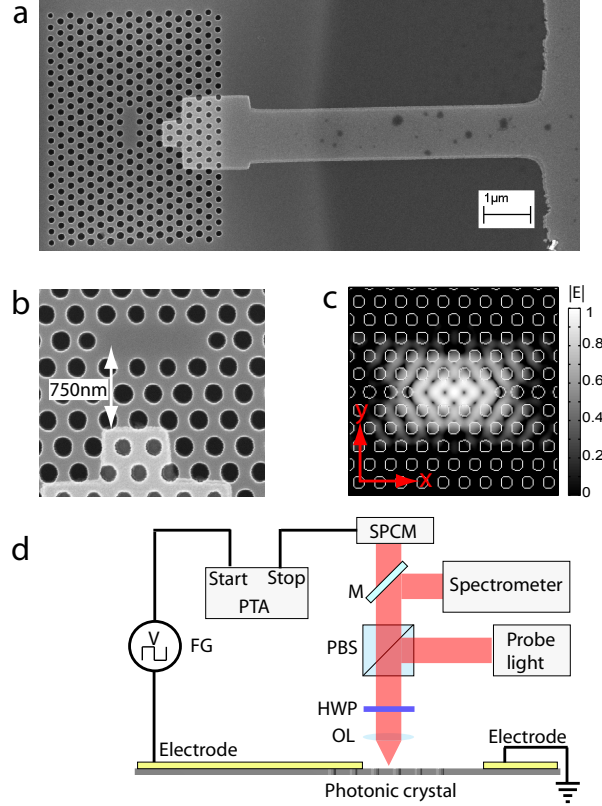 a
1µm
b
750nm
c
|E|
1
0.8
0.6
0.4
0.2
0
y
x
d
SPCM
Start
Stop
PTA
M
Spectrometer
V
FG
PBS
Probe
light
HWP
OL
Electrode
Electrode
Photonic crystal